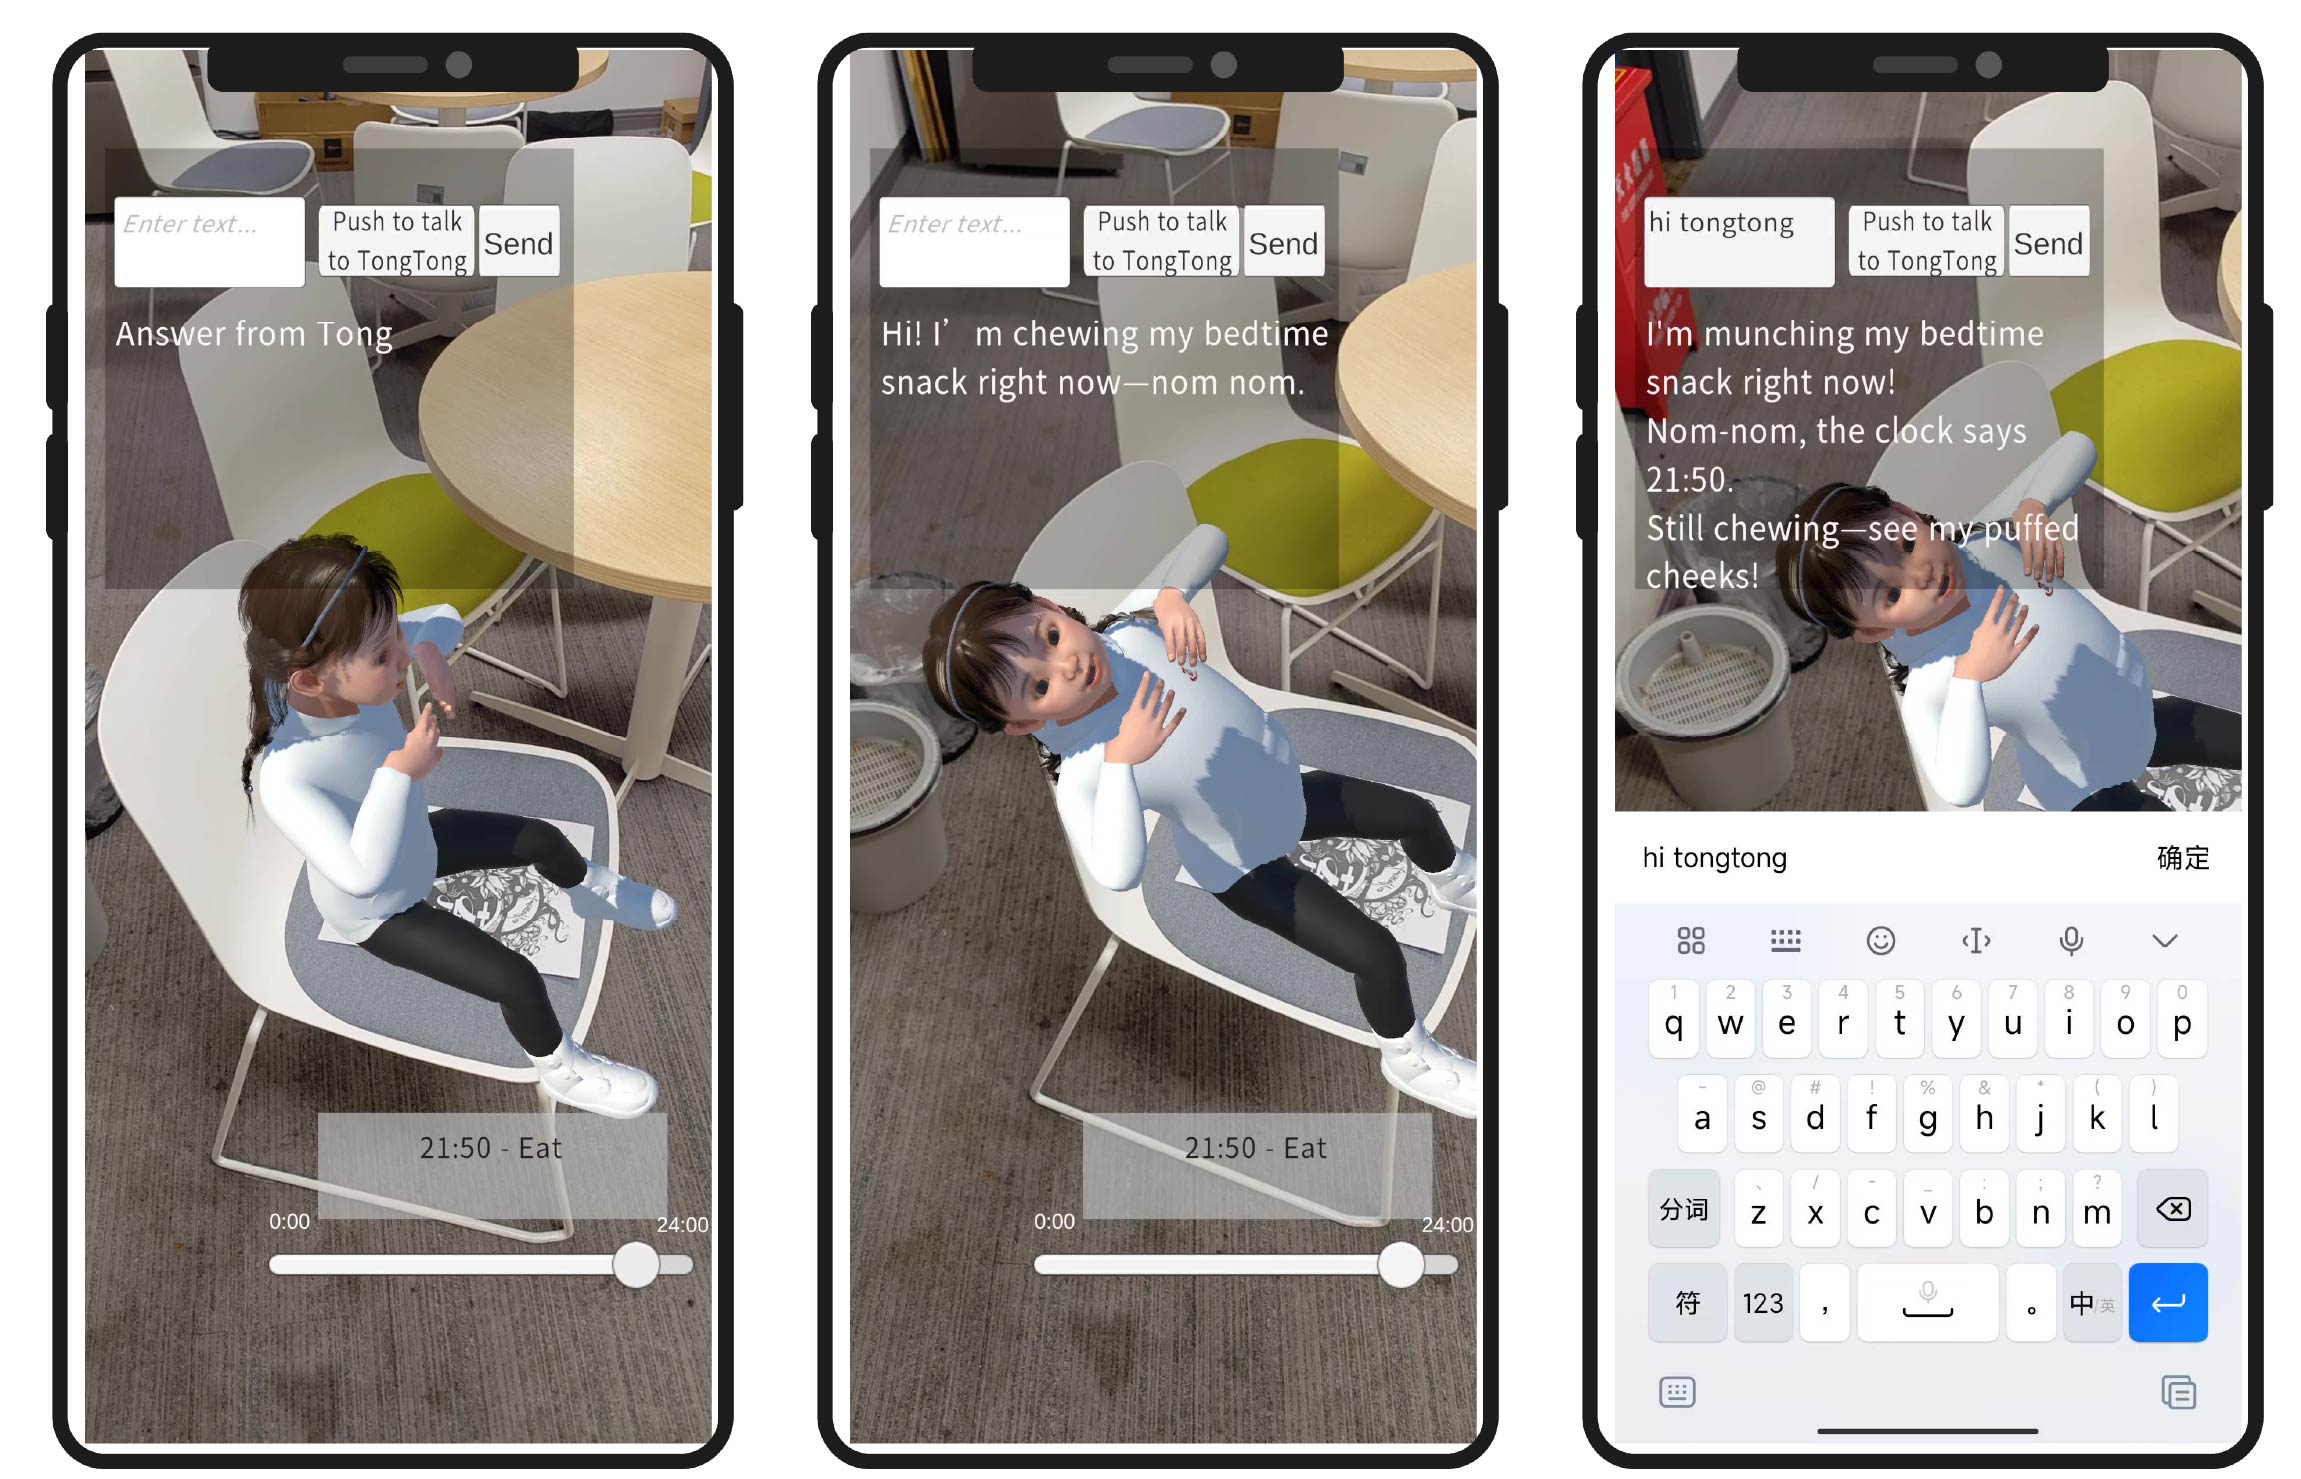 Enter text...
Push to talk
to TongTong
Send
Answer from Tong
21:50 - Eat
0:00
24:00
Enter text...
Push to talk
to TongTong
Send
Hi! I’m chewing my bedtime
snack right now—nom nom.
21:50 - Eat
0:00
24:00
hi tongtong
Push to talk
to TongTong
Send
I'm munching my bedtime
snack right now!
Nom-nom, the clock says
21:50.
Still chewing—see my puffed
cheeks!
hi tongtong
确定
1 2 3 4 5 6 7 8 9 0
q w e r t y u i o p
~ @ # ! % & * ( )
a s d f g h j k l
、 / - _ : ; ?
分词 z x c v b n m
符 123 , 。 中/英